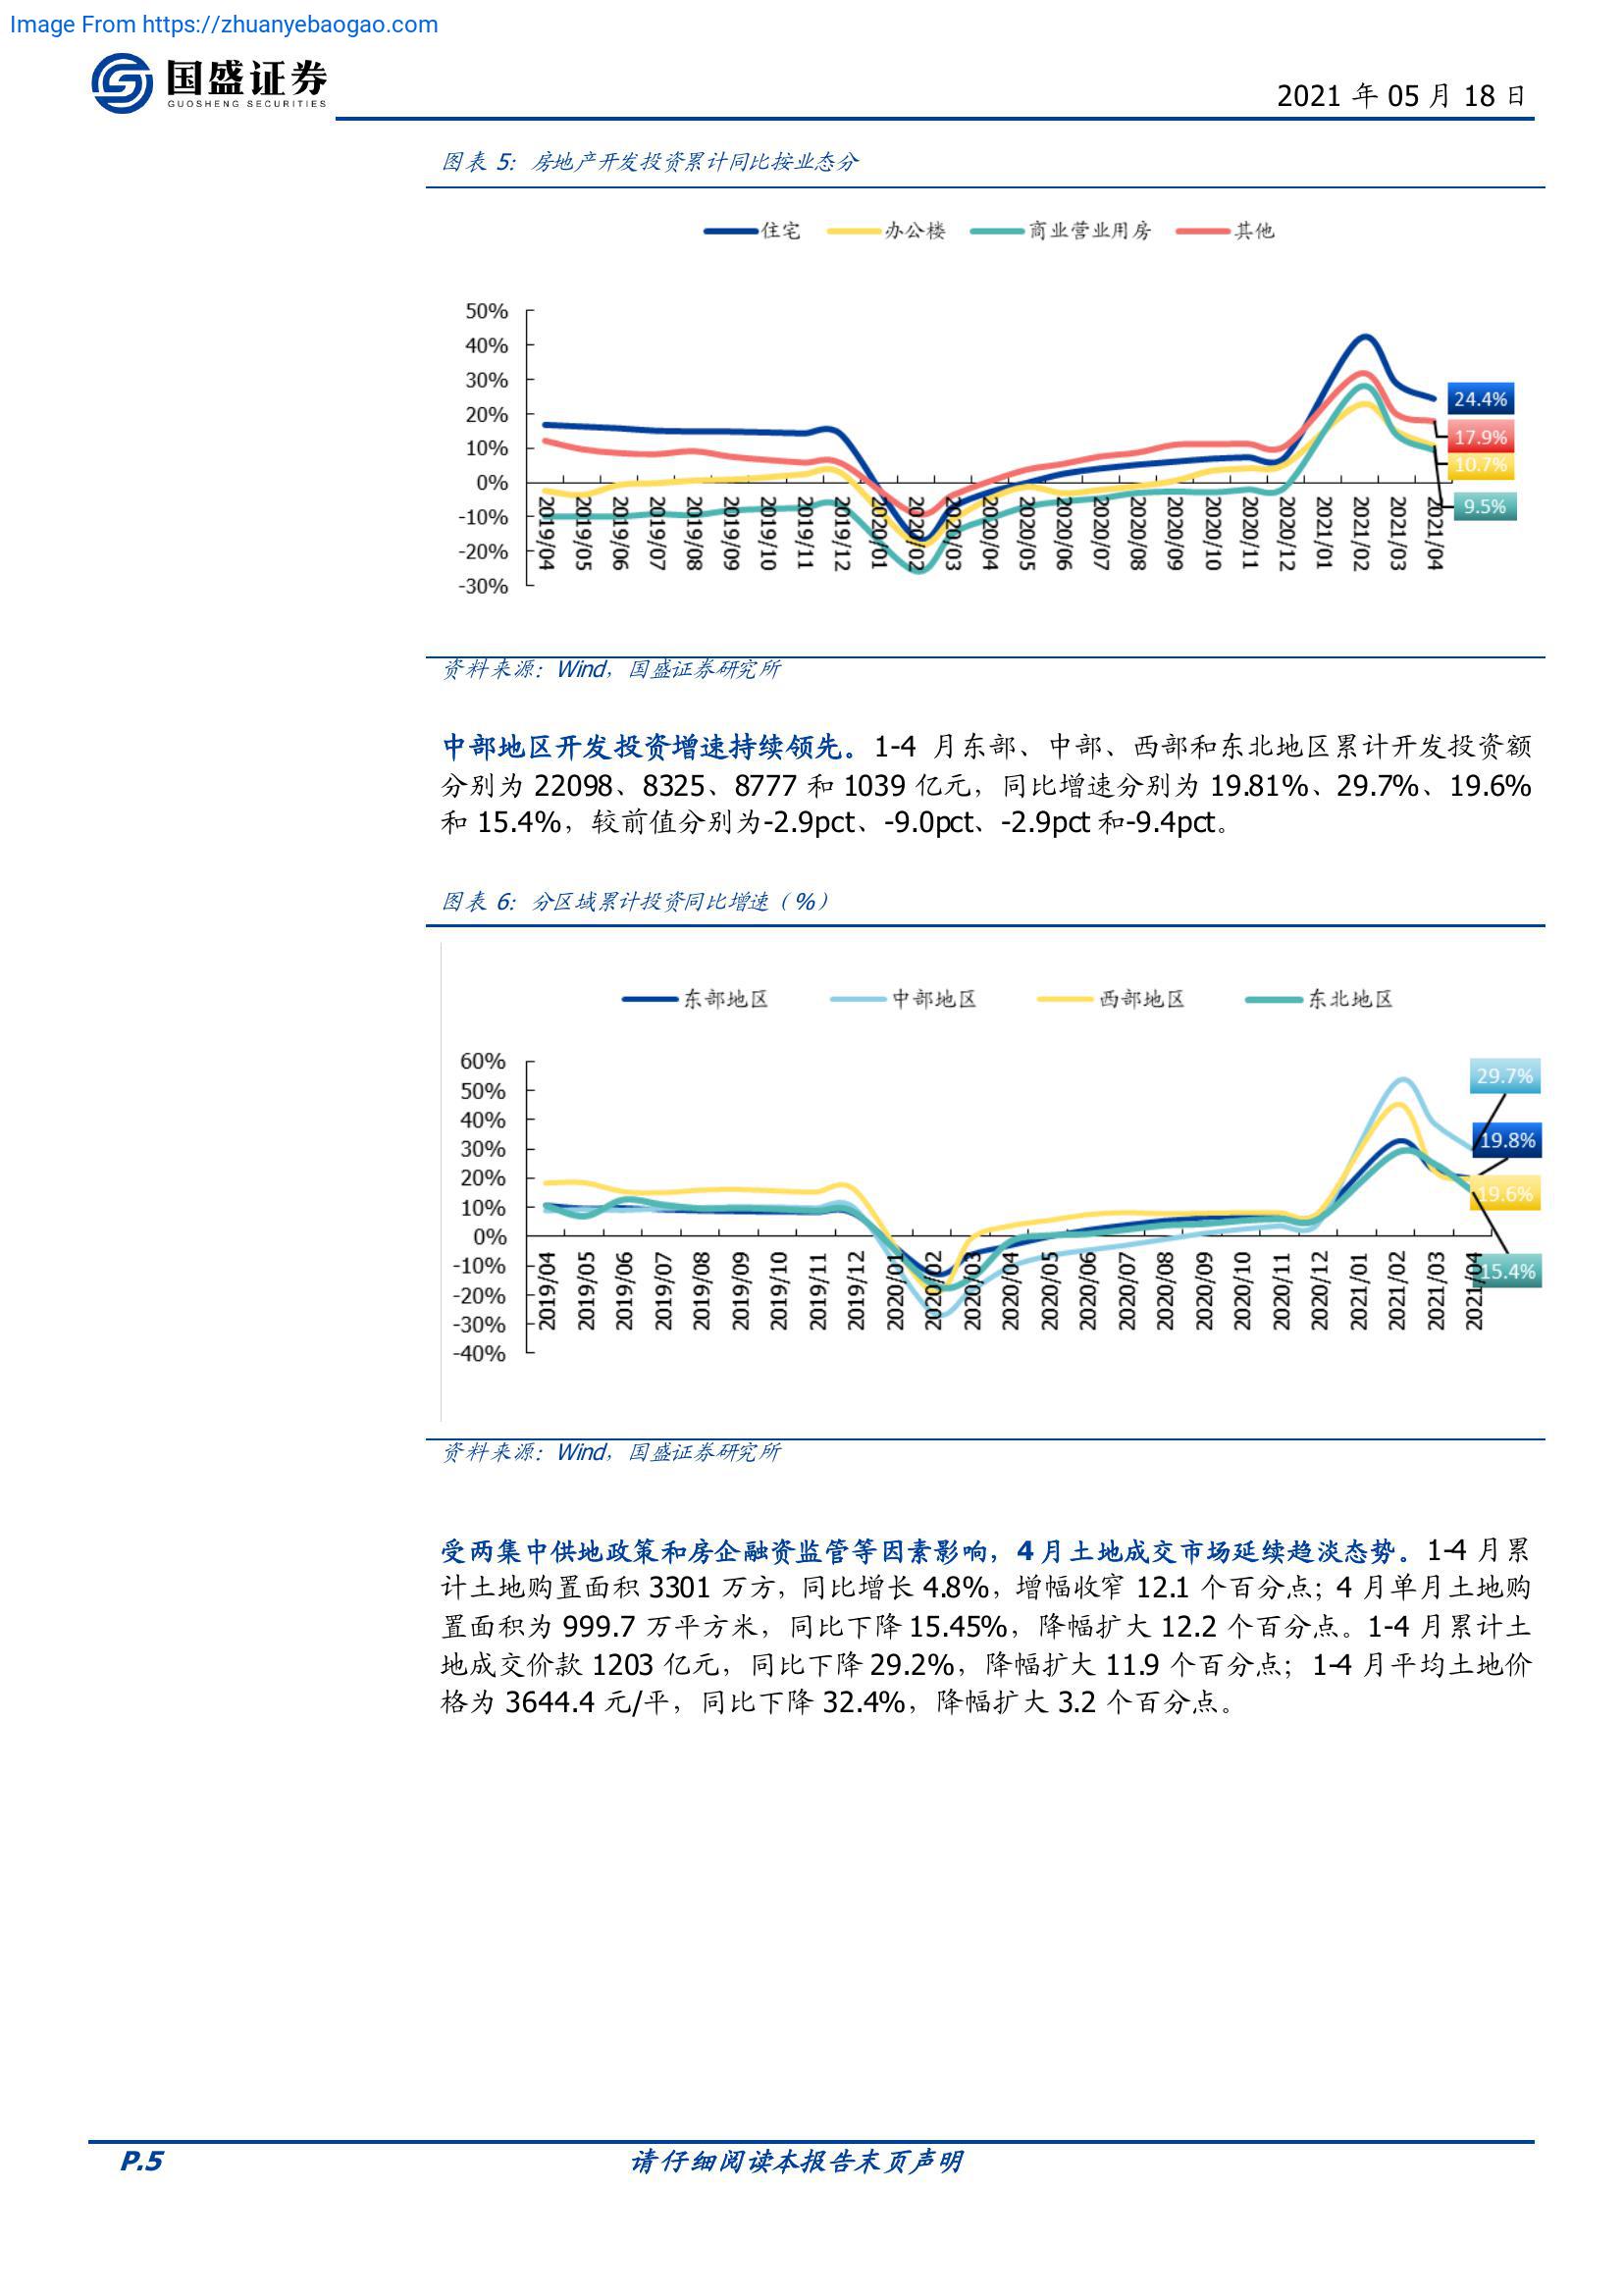 Image From https://zhuanyebaogao.com
国盛证券
GUOSHENG SECURITIES
2021 年 05 月 18 日
图表 5：房地产开发投资累计同比按业态分
住宅 办公楼 商业营业用房 其他
50%
40%
30%
20%
10%
0%
-10%
-20%
-30%
24.4%
17.9%
10.7%
9.5%
2019/04 2019/05 2019/06 2019/07 2019/08 2019/09 2019/10 2019/11 2019/12 2020/01 2020/02 2020/03 2020/04 2020/05 2020/06 2020/07 2020/08 2020/09 2020/10 2020/11 2020/12 2021/01 2021/02 2021/03 2021/04
资料来源：Wind，国盛证券研究所
中部地区开发投资增速持续领先。1-4 月东部、中部、西部和东北地区累计开发投资额
分别为 22098、8325、8777 和 1039 亿元，同比增速分别为 19.81%、29.7%、19.6%
和 15.4%，较前值分别为-2.9pct、-9.0pct、-2.9pct 和-9.4pct。
图表 6：分区域累计投资同比增速（%）
东部地区 中部地区 西部地区 东北地区
60%
50%
40%
30%
20%
10%
0%
-10%
-20%
-30%
-40%
29.7%
19.8%
19.6%
15.4%
2019/04 2019/05 2019/06 2019/07 2019/08 2019/09 2019/10 2019/11 2019/12 2020/01 2020/02 2020/03 2020/04 2020/05 2020/06 2020/07 2020/08 2020/09 2020/10 2020/11 2020/12 2021/01 2021/02 2021/03 2021/04
资料来源：Wind，国盛证券研究所
受两集中供地政策和房企融资监管等因素影响，4 月土地成交市场延续趋淡态势。1-4 月累
计土地购置面积 3301 万方，同比增长 4.8%，增幅收窄 12.1 个百分点；4 月单月土地购
置面积为 999.7 万平方米，同比下降 15.45%，降幅扩大 12.2 个百分点。1-4 月累计土
地成交价款 1203 亿元，同比下降 29.2%，降幅扩大 11.9 个百分点；1-4 月平均土地价
格为 3644.4 元/平，同比下降 32.4%，降幅扩大 3.2 个百分点。
P.5
请仔细阅读本报告末页声明